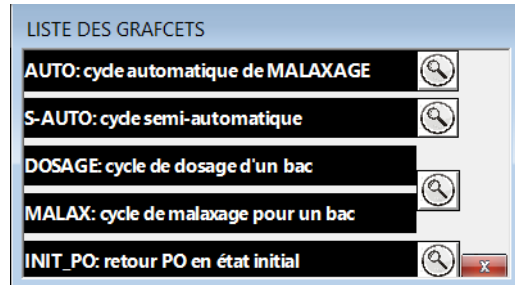 LISTE DES GRAFCETS
AUTO: cycle automatique de MALAXAGE
S-AUTO: cycle semi-automatique
DOSAGE: cycle de dosage d'un bac
MALAX: cycle de malaxage pour un bac
INIT_PO: retour PO en état initial
x